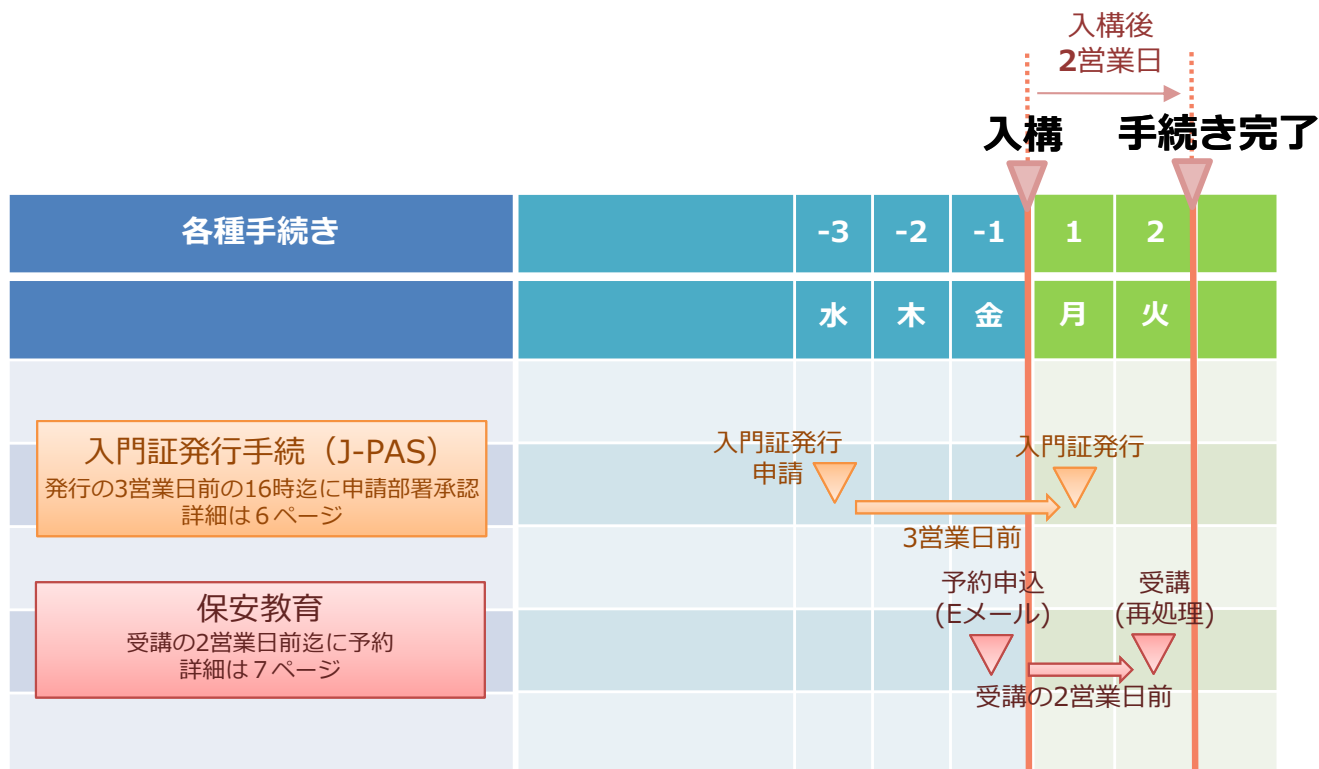 入構後
2営業日
入構 手続き完了
各種手続き -3 -2 -1 1 2
水 木 金 月 火
入門証発行手続(J-PAS)
発行の3営業日前の16時迄に申請部署承認
詳細は6ページ
入門証発行
申請
入門証発行
3営業日前
保安教育
受講の2営業日前迄に予約
詳細は7ページ
予約申込
(Eメール)
受講
(再処理)
受講の2営業日前